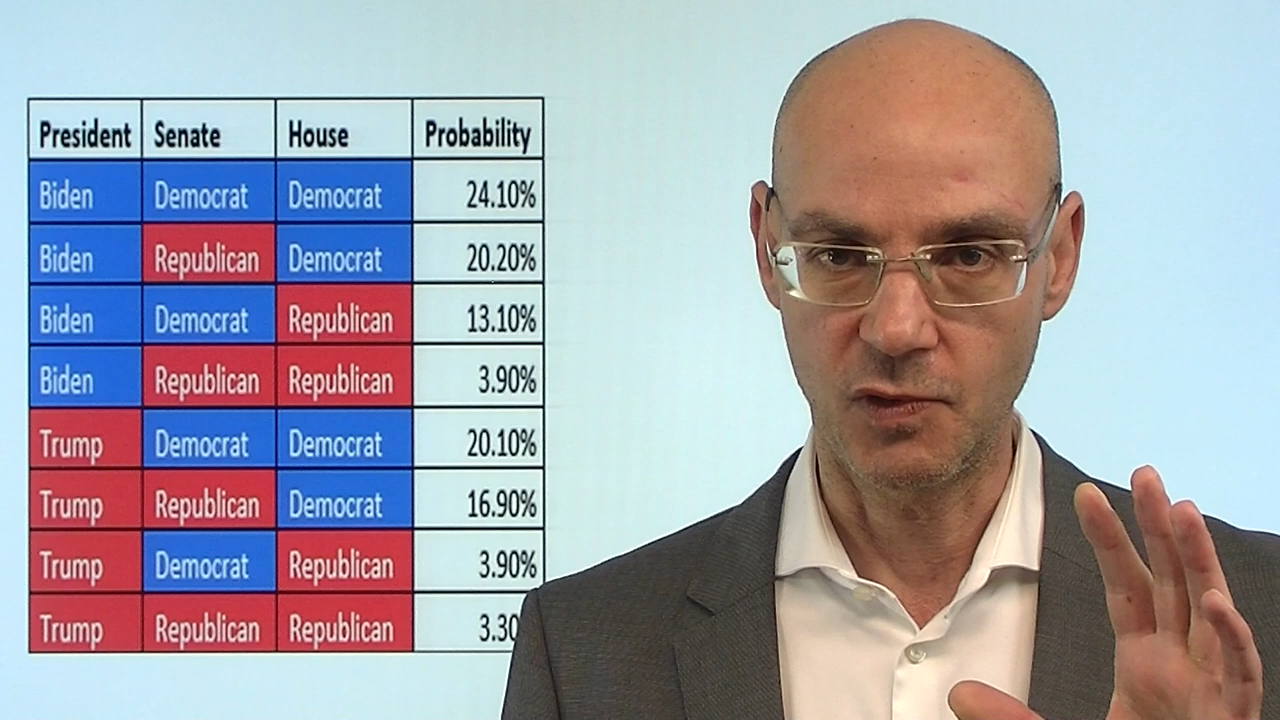 President Senate House Probability
Biden Democrat Democrat 24.10%
Biden Republican Democrat 20.20%
Biden Democrat Republican 13.10%
Biden Republican Republican 3.90%
Trump Democrat Democrat 20.10%
Trump Republican Democrat 16.90%
Trump Democrat Republican 3.90%
Trump Republican Republican 3.30